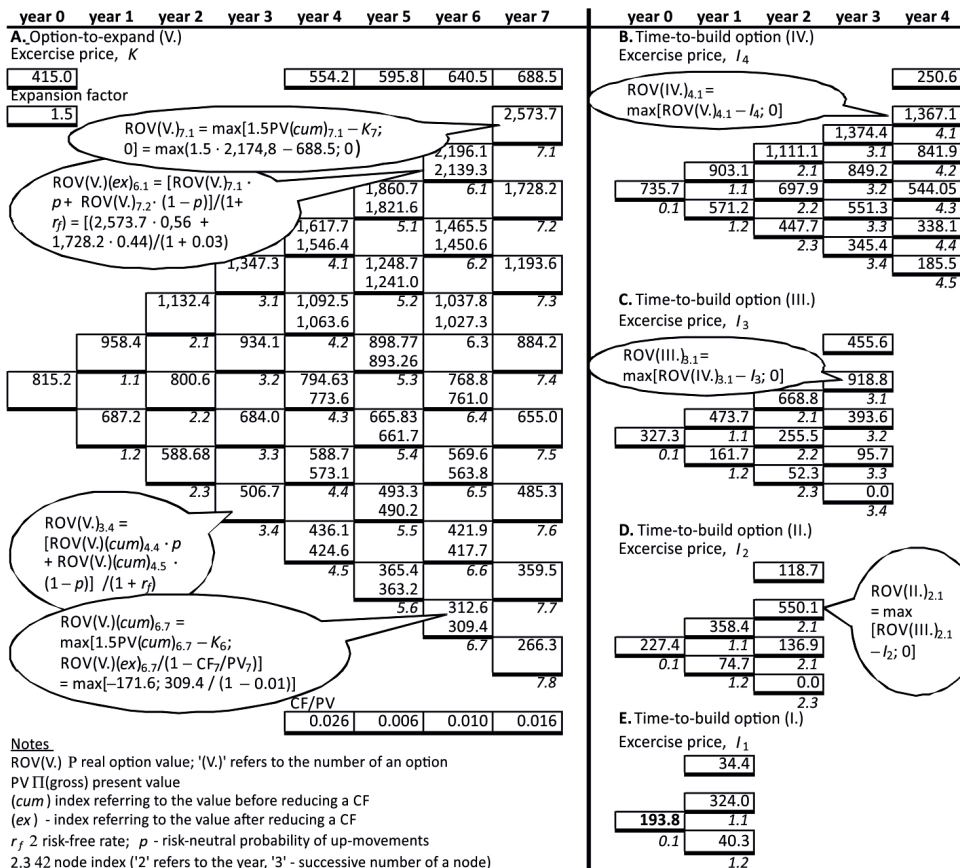 year 0 year 1 year 2 year 3 year 4 year 5 year 6 year 7
A. Option-to-expand (V.)
Excercise price, K
415.0 554.2 595.8 640.5 688.5
Expansion factor
1.5
ROV(V.)7.1 = max[1.5PV(cum)7.1 – K7;
0] = max(1.5 · 2,174,8 – 688.5; 0)
2,573.7
2,196.1 7.1
2,139.3
ROV(V.)(ex)6.1 = [ROV(V.)7.1 ·
p + ROV(V.)7.2 · (1 – p)]/(1+
rf) = [(2,573.7 · 0,56 +
1,728.2 · 0.44)/(1 + 0.03)
1,860.7 6.1 1,728.2
1,821.6
1,617.7 5.1 1,465.5 7.2
1,546.4 1,450.6
1,347.3 4.1 1,248.7 6.2 1,193.6
1,241.0
1,132.4 3.1 1,092.5 5.2 1,037.8 7.3
1,063.6 1,027.3
958.4 2.1 934.1 4.2 898.77 6.3 884.2
893.26
815.2 1.1 800.6 3.2 794.63 5.3 768.8 7.4
773.6 761.0
687.2 2.2 684.0 4.3 665.83 6.4 655.0
661.7
1.2 588.68 3.3 588.7 5.4 569.6 7.5
573.1 563.8
2.3 506.7 4.4 493.3 6.5 485.3
490.2
3.4 436.1 5.5 421.9 7.6
424.6 417.7
4.5 365.4 6.6 359.5
363.2
5.6 312.6 7.7
309.4
6.7 266.3
7.8
ROV(V.)3.4 =
[ROV(V.)(cum)4.4 · p
+ ROV(V.)(cum)4.5 ·
(1 – p)] /(1 + rf)
ROV(V.)(cum)6.7 =
max[1.5PV(cum)6.7 – K6;
ROV(V.)(ex)6.7/(1 – CF7/PV7)]
= max[–171.6; 309.4 / (1 – 0.01)]
CF/PV
0.026 0.006 0.010 0.016
Notes
ROV(V.) P real option value; '(V.)' refers to the number of an option
PV Π(gross) present value
(cum) index referring to the value before reducing a CF
(ex) - index referring to the value after reducing a CF
rf 2 risk-free rate; p - risk-neutral probability of up-movements
2.3 42 node index ('2' refers to the year, '3' - successive number of a node)
year 0 year 1 year 2 year 3 year 4
B. Time-to-build option (IV.)
Excercise price, I4
250.6
ROV(IV.)4.1 =
max[ROV(V.)4.1 – I4; 0]
1,367.1
1,374.4 4.1
1,111.1 3.1 841.9
903.1 2.1 849.2 4.2
735.7 1.1 697.9 3.2 544.05
0.1 571.2 2.2 551.3 4.3
1.2 447.7 3.3 338.1
2.3 345.4 4.4
3.4 185.5
4.5
C. Time-to-build option (III.)
Excercise price, I3
455.6
ROV(III.)3.1 =
max[ROV(IV.)3.1 – I3; 0]
918.8
668.8 3.1
473.7 2.1 393.6
327.3 1.1 255.5 3.2
0.1 161.7 2.2 95.7
1.2 52.3 3.3
2.3 0.0
3.4
D. Time-to-build option (II.)
Excercise price, I2
118.7
ROV(II.)2.1
= max
[ROV(III.)2.1
– I2; 0]
550.1
358.4 2.1
227.4 1.1 136.9
0.1 74.7 2.1
1.2 0.0
2.3
E. Time-to-build option (I.)
Excercise price, I1
34.4
324.0
193.8 1.1
0.1 40.3
1.2